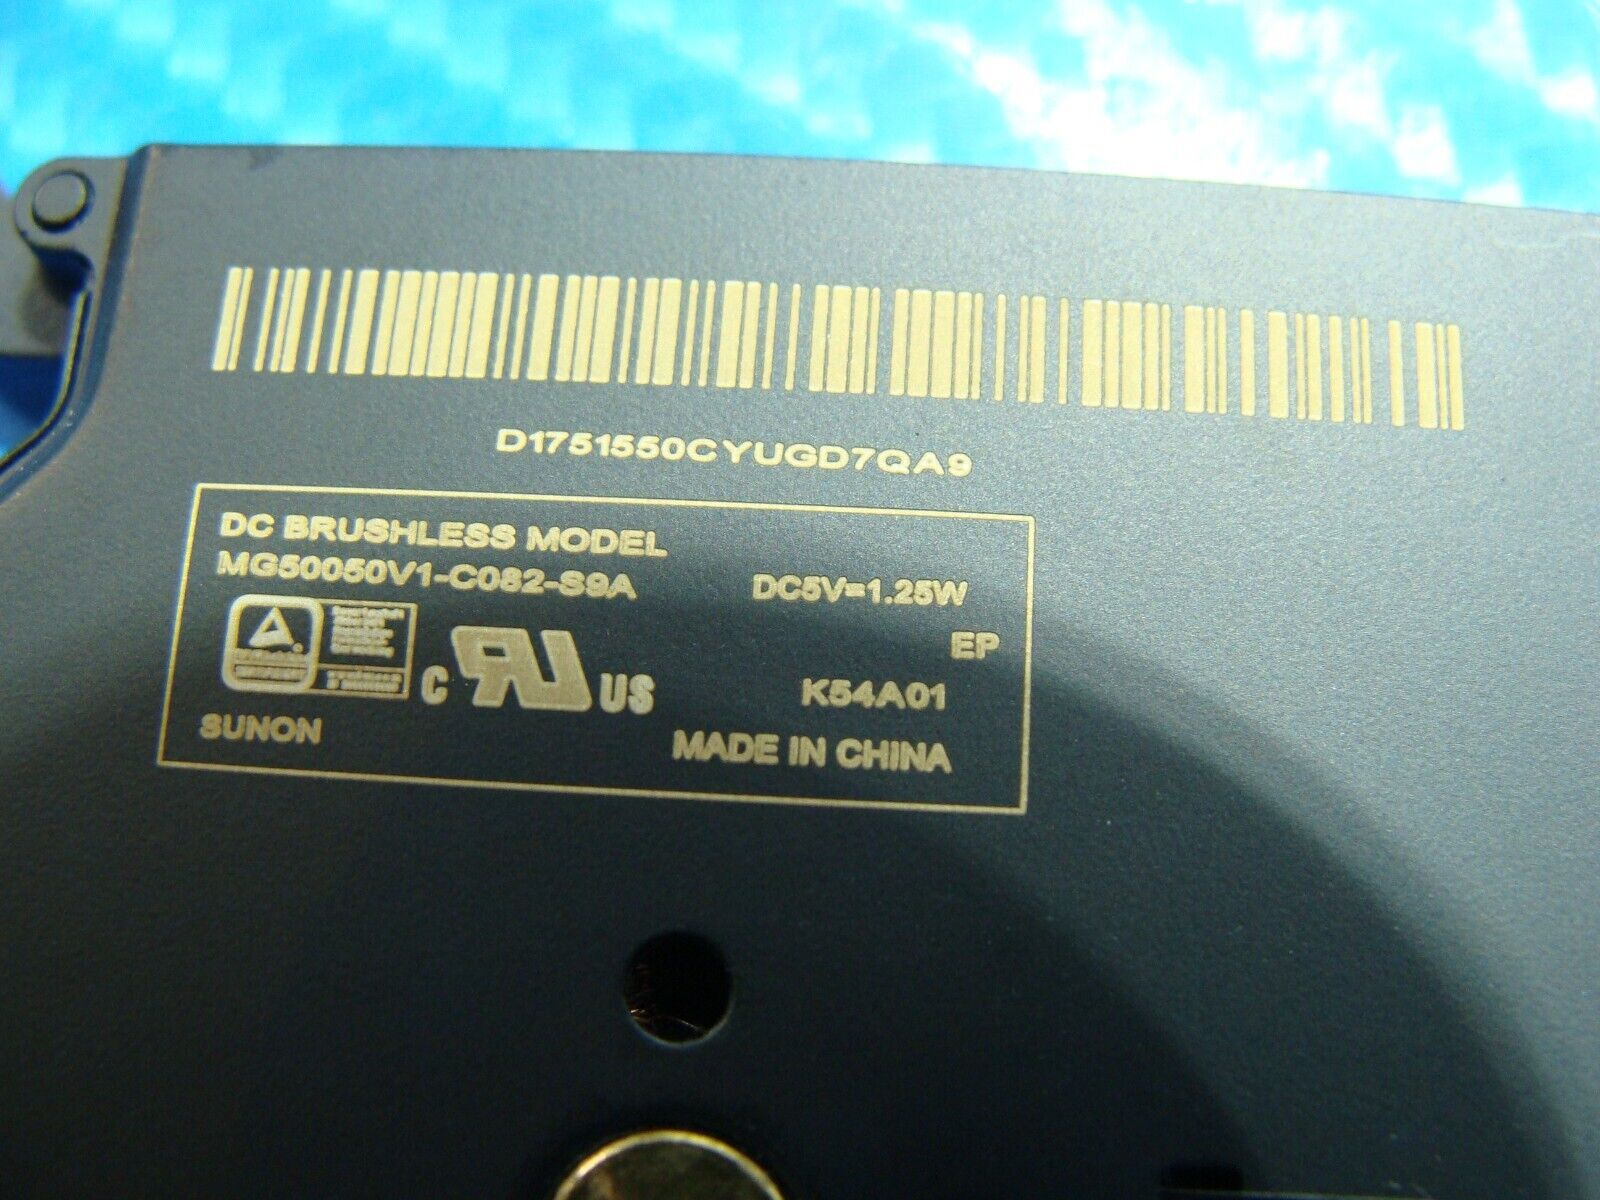 D1751550CYUGD7QA9
DC BRUSHLESS MODEL
MG50050V1-C082-S9A DC5V=1.25W
EP
C US K54A01
SUNON MADE IN CHINA